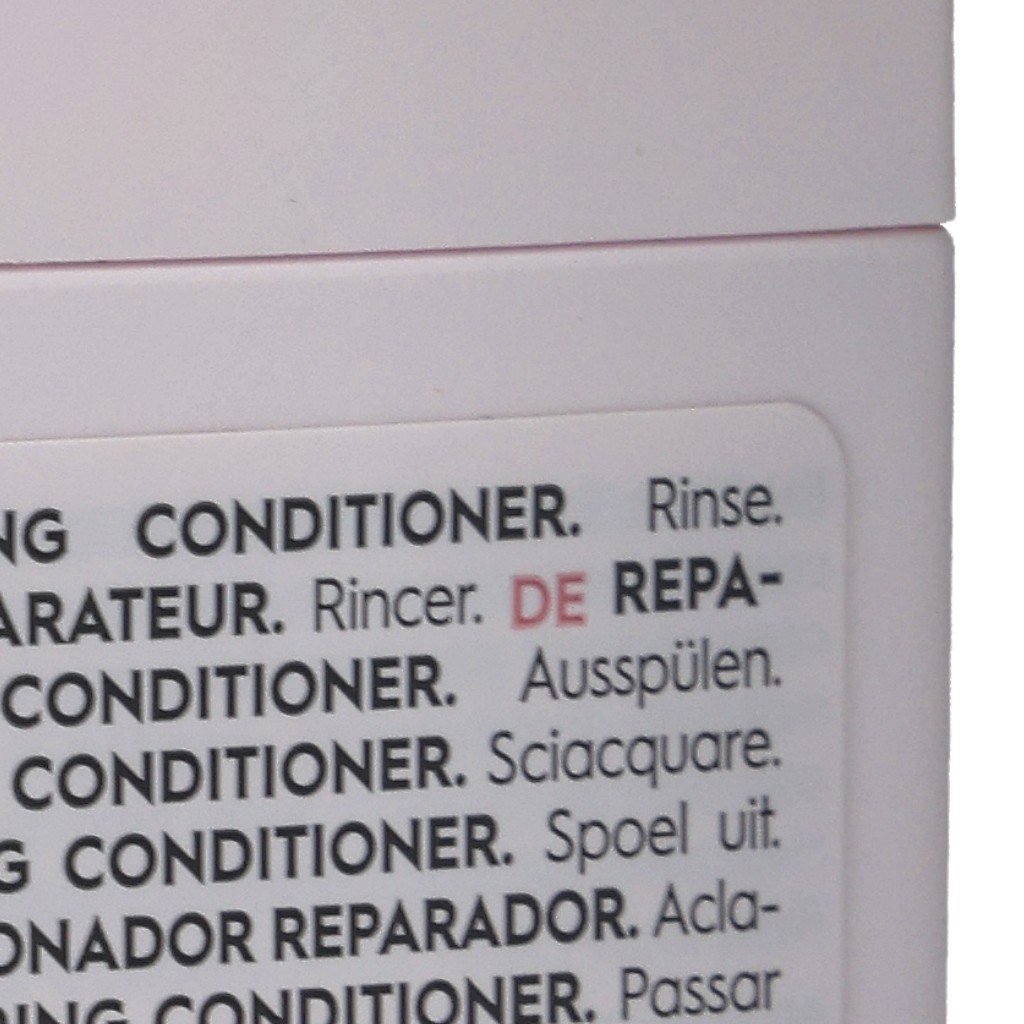 NG CONDITIONER. Rinse.
ARATEUR. Rincer. DE REPA-
CONDITIONER. Ausspülen.
CONDITIONER. Sciacquare.
G CONDITIONER. Spoel uit.
ONADOR REPARADOR. Acla-
RING CONDITIONER. Passar